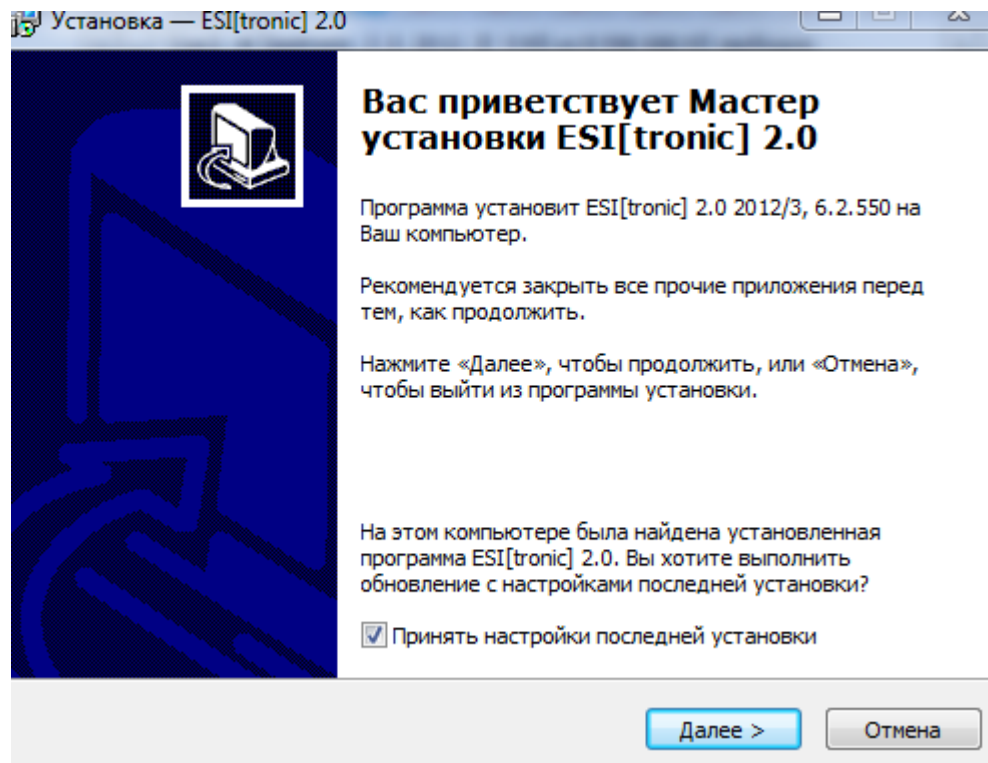 Установка — ESI[tronic] 2.0
Вас приветствует Мастер
установки ESI[tronic] 2.0
Программа установит ESI[tronic] 2.0 2012/3, 6.2.550 на
Ваш компьютер.
Рекомендуется закрыть все прочие приложения перед
тем, как продолжить.
Нажмите «Далее», чтобы продолжить, или «Отмена»,
чтобы выйти из программы установки.
На этом компьютере была найдена установленная
программа ESI[tronic] 2.0. Вы хотите выполнить
обновление с настройками последней установки?
Принять настройки последней установки
Далее >
Отмена